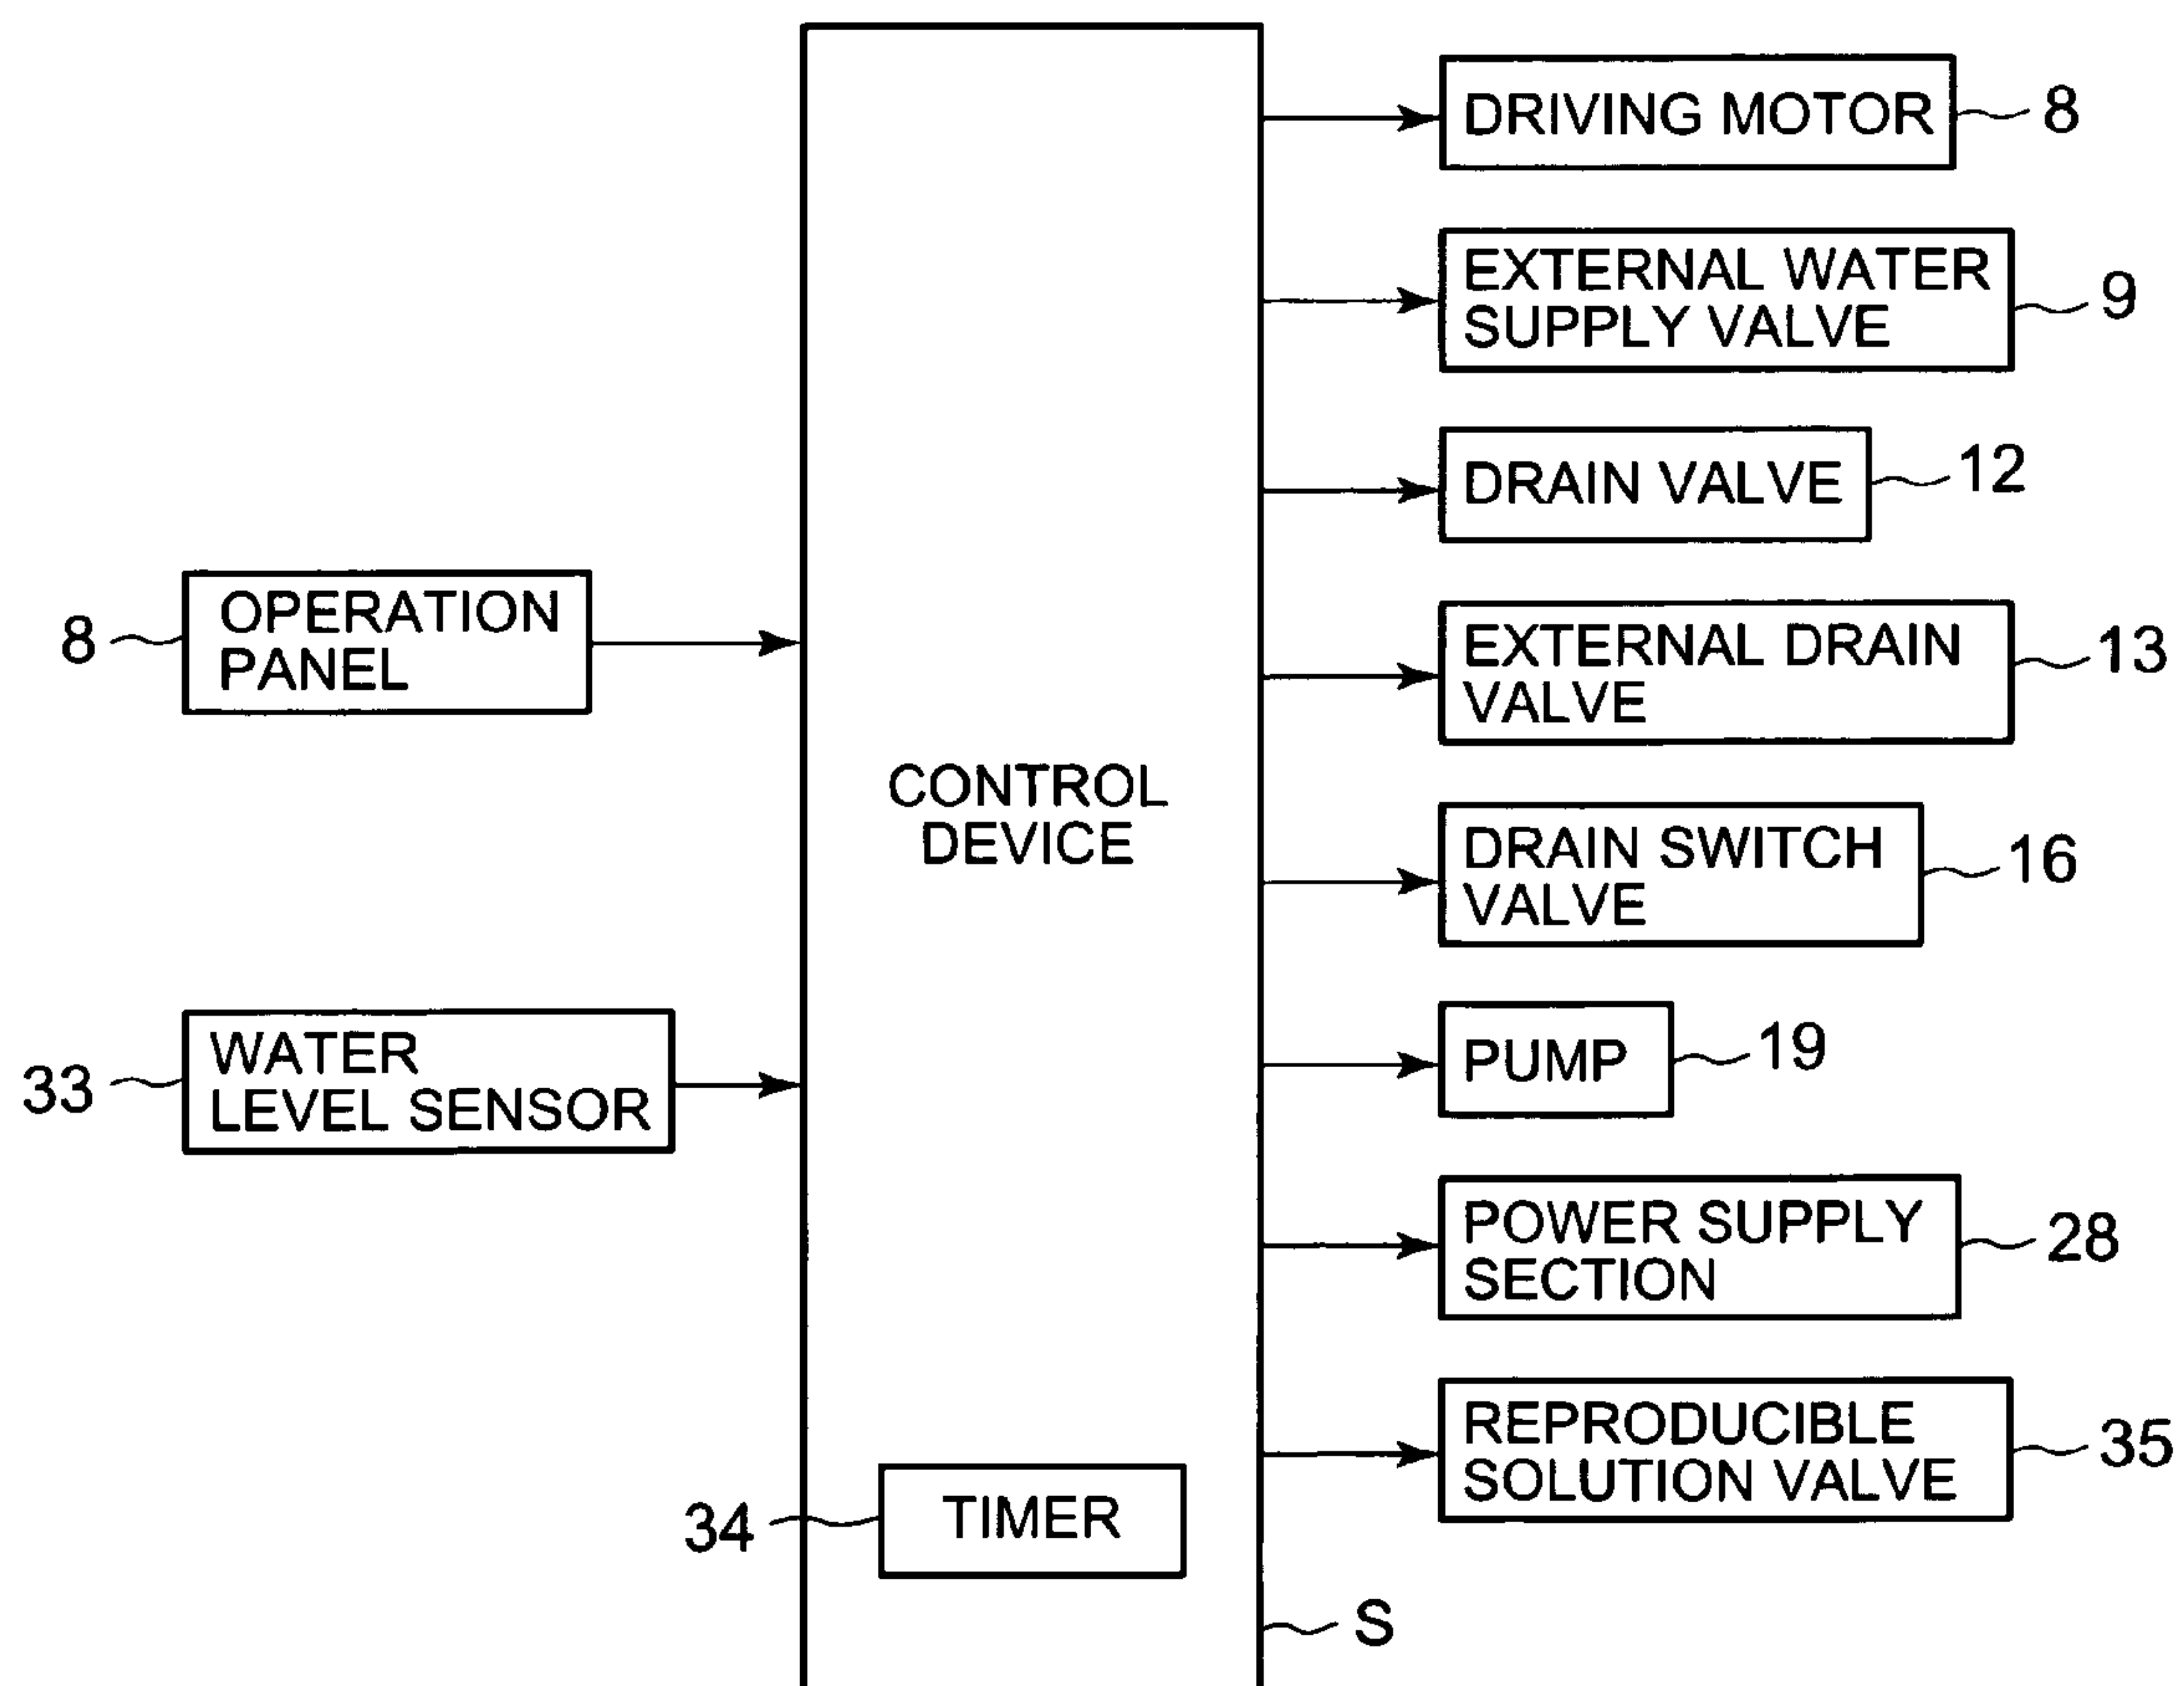 8
OPERATION
PANEL
33
WATER
LEVEL SENSOR
CONTROL
DEVICE
34
TIMER
S
DRIVING MOTOR
8
EXTERNAL WATER
SUPPLY VALVE
9
DRAIN VALVE
12
EXTERNAL DRAIN
VALVE
13
DRAIN SWITCH
VALVE
16
PUMP
19
POWER SUPPLY
SECTION
28
REPRODUCIBLE
SOLUTION VALVE
35